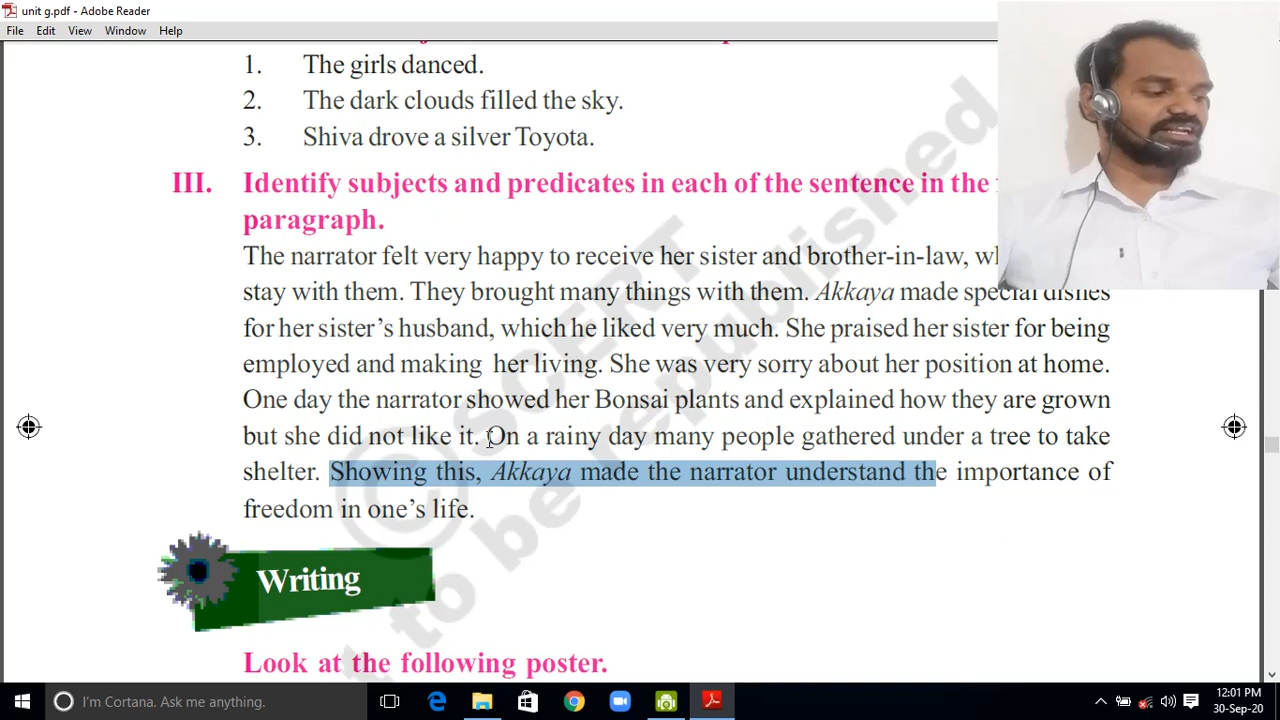 unit g.pdf - Adobe Reader
File Edit View Window Help
1. The girls danced.
2. The dark clouds filled the sky.
3. Shiva drove a silver Toyota.
III. Identify subjects and predicates in each of the sentence in the
paragraph.
The narrator felt very happy to receive her sister and brother-in-law,
stay with them. They brought many things with them. Akkaya made special dishes
for her sister’s husband, which he liked very much. She praised her sister for being
employed and making her living. She was very sorry about her position at home.
One day the narrator showed her Bonsai plants and explained how they are grown
but she did not like it. On a rainy day many people gathered under a tree to take
shelter. Showing this, Akkaya made the narrator understand the importance of
freedom in one’s life.
© SCERT
be republished
Writing
Look at the following poster.
I'm Cortana. Ask me anything.
12:01 PM
30-Sep-20